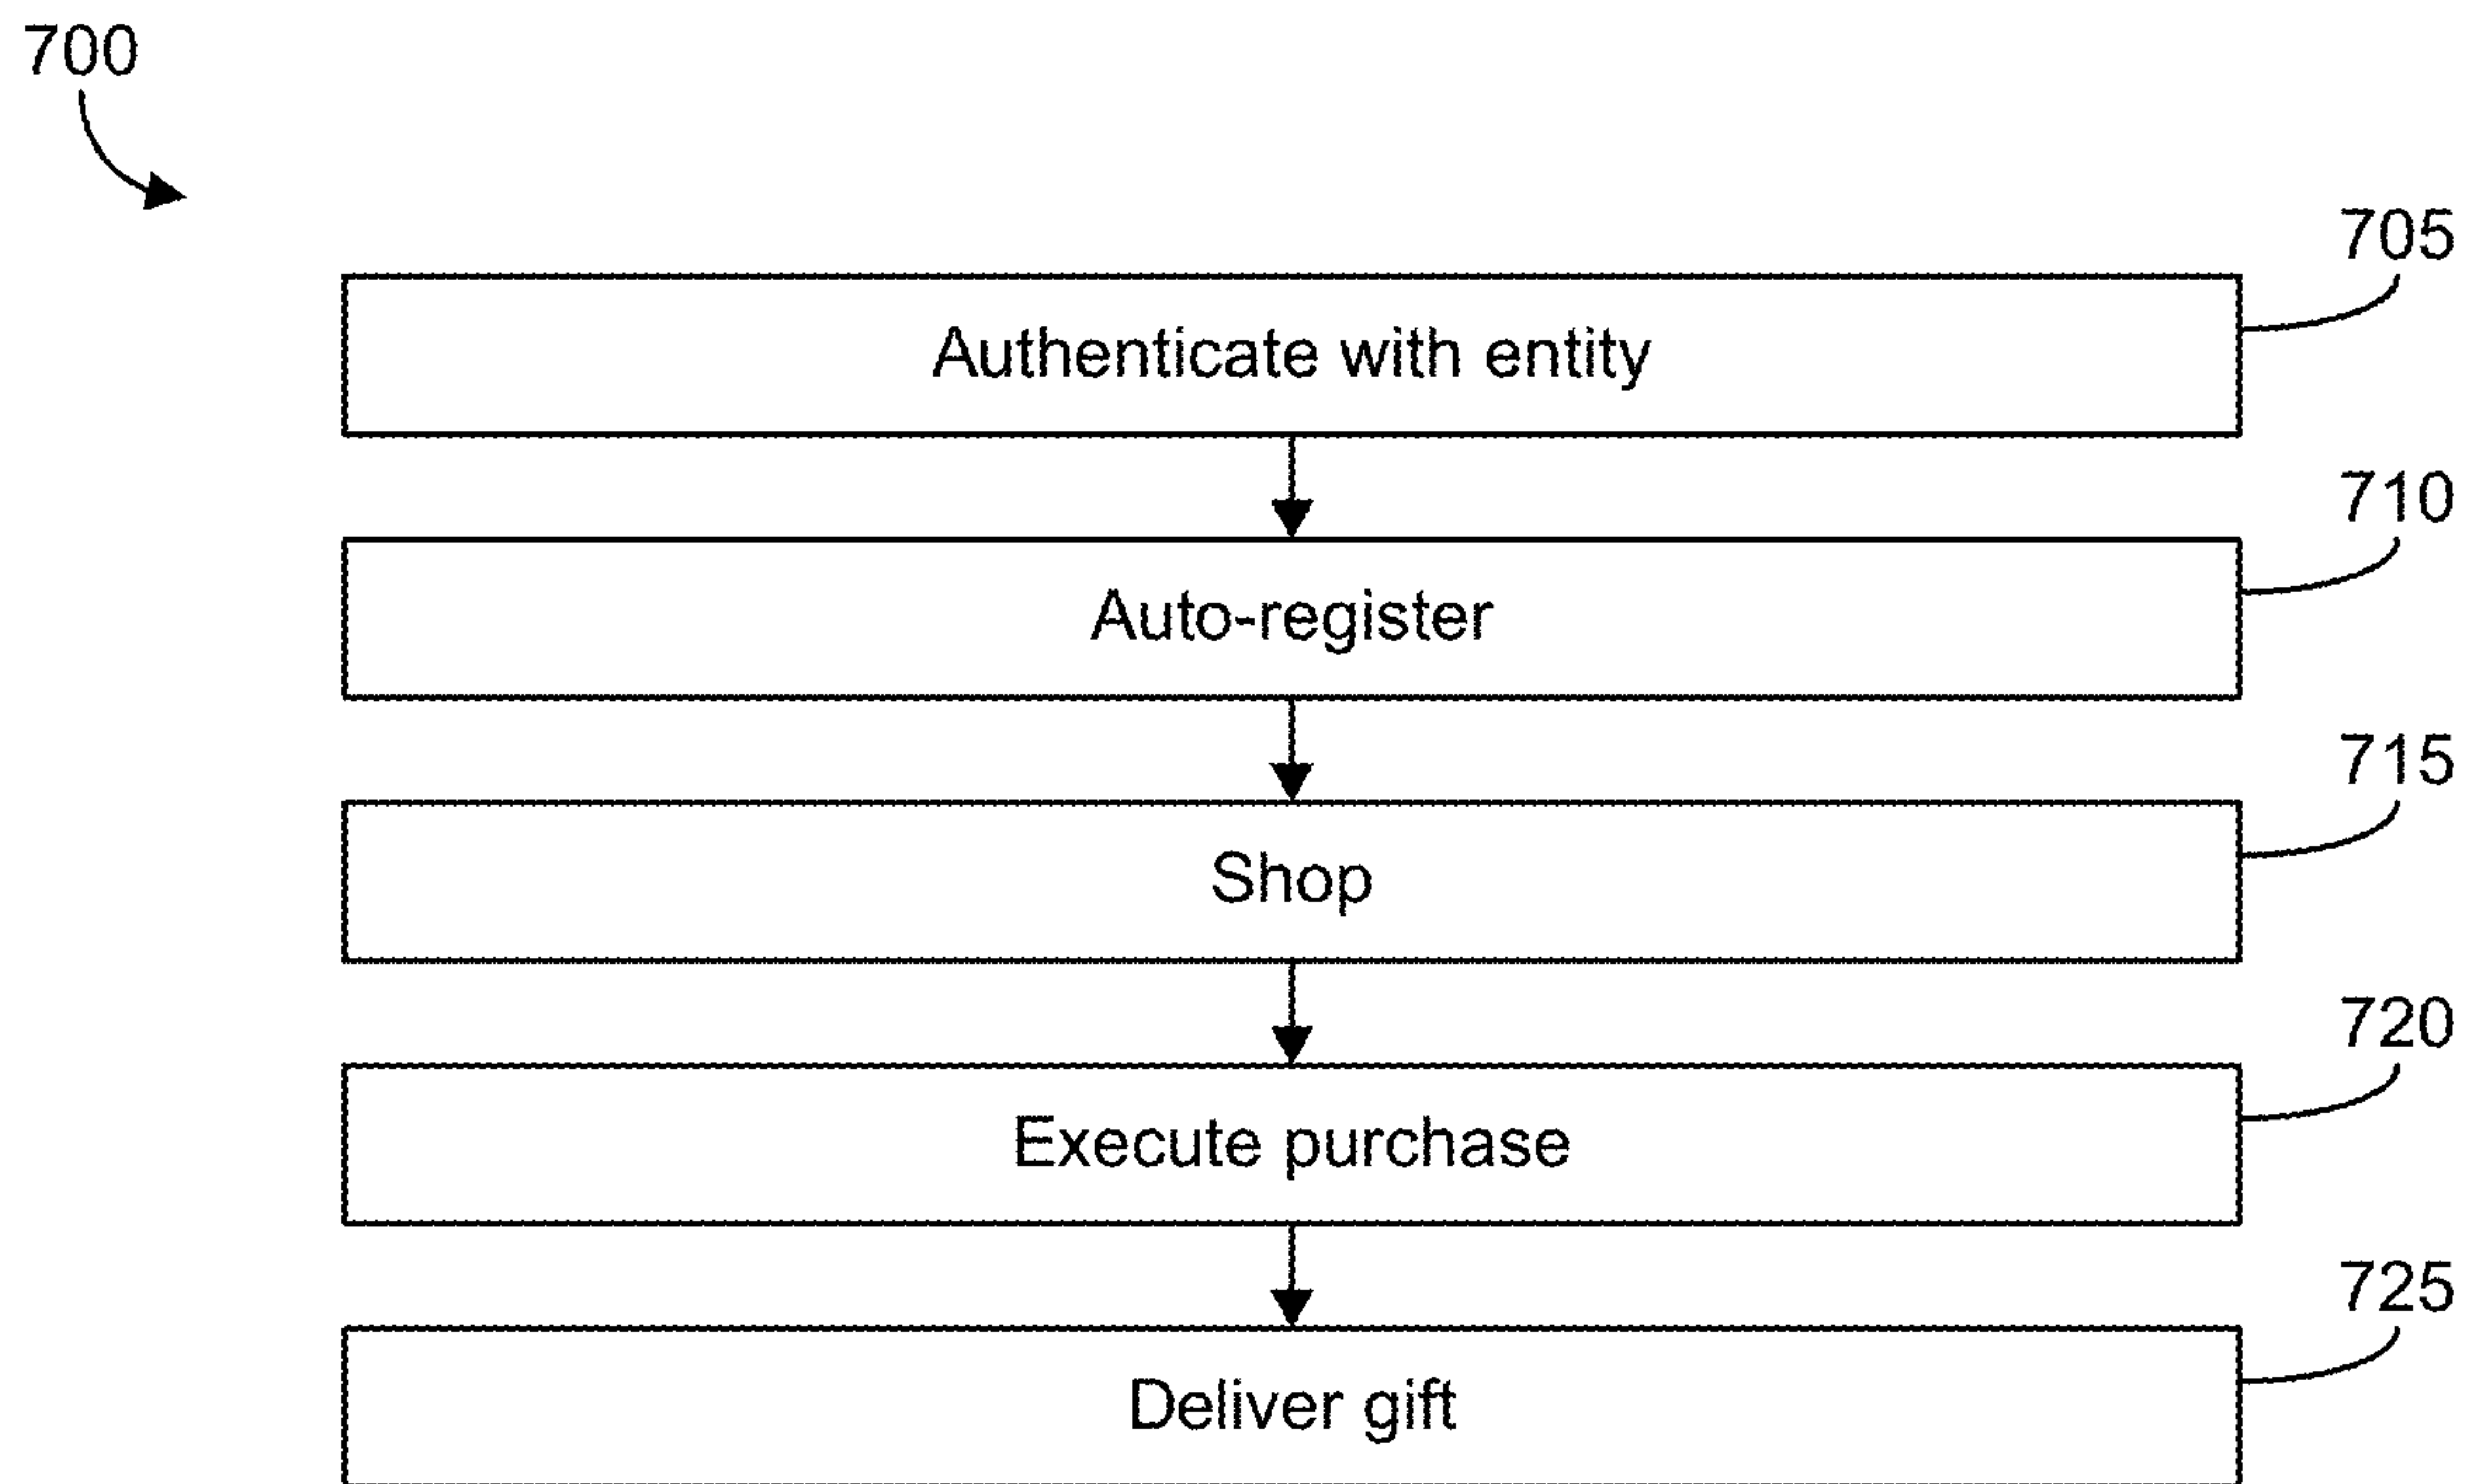 700
705
Authenticate with entity
710
Auto-register
715
Shop
720
Execute purchase
725
Deliver gift